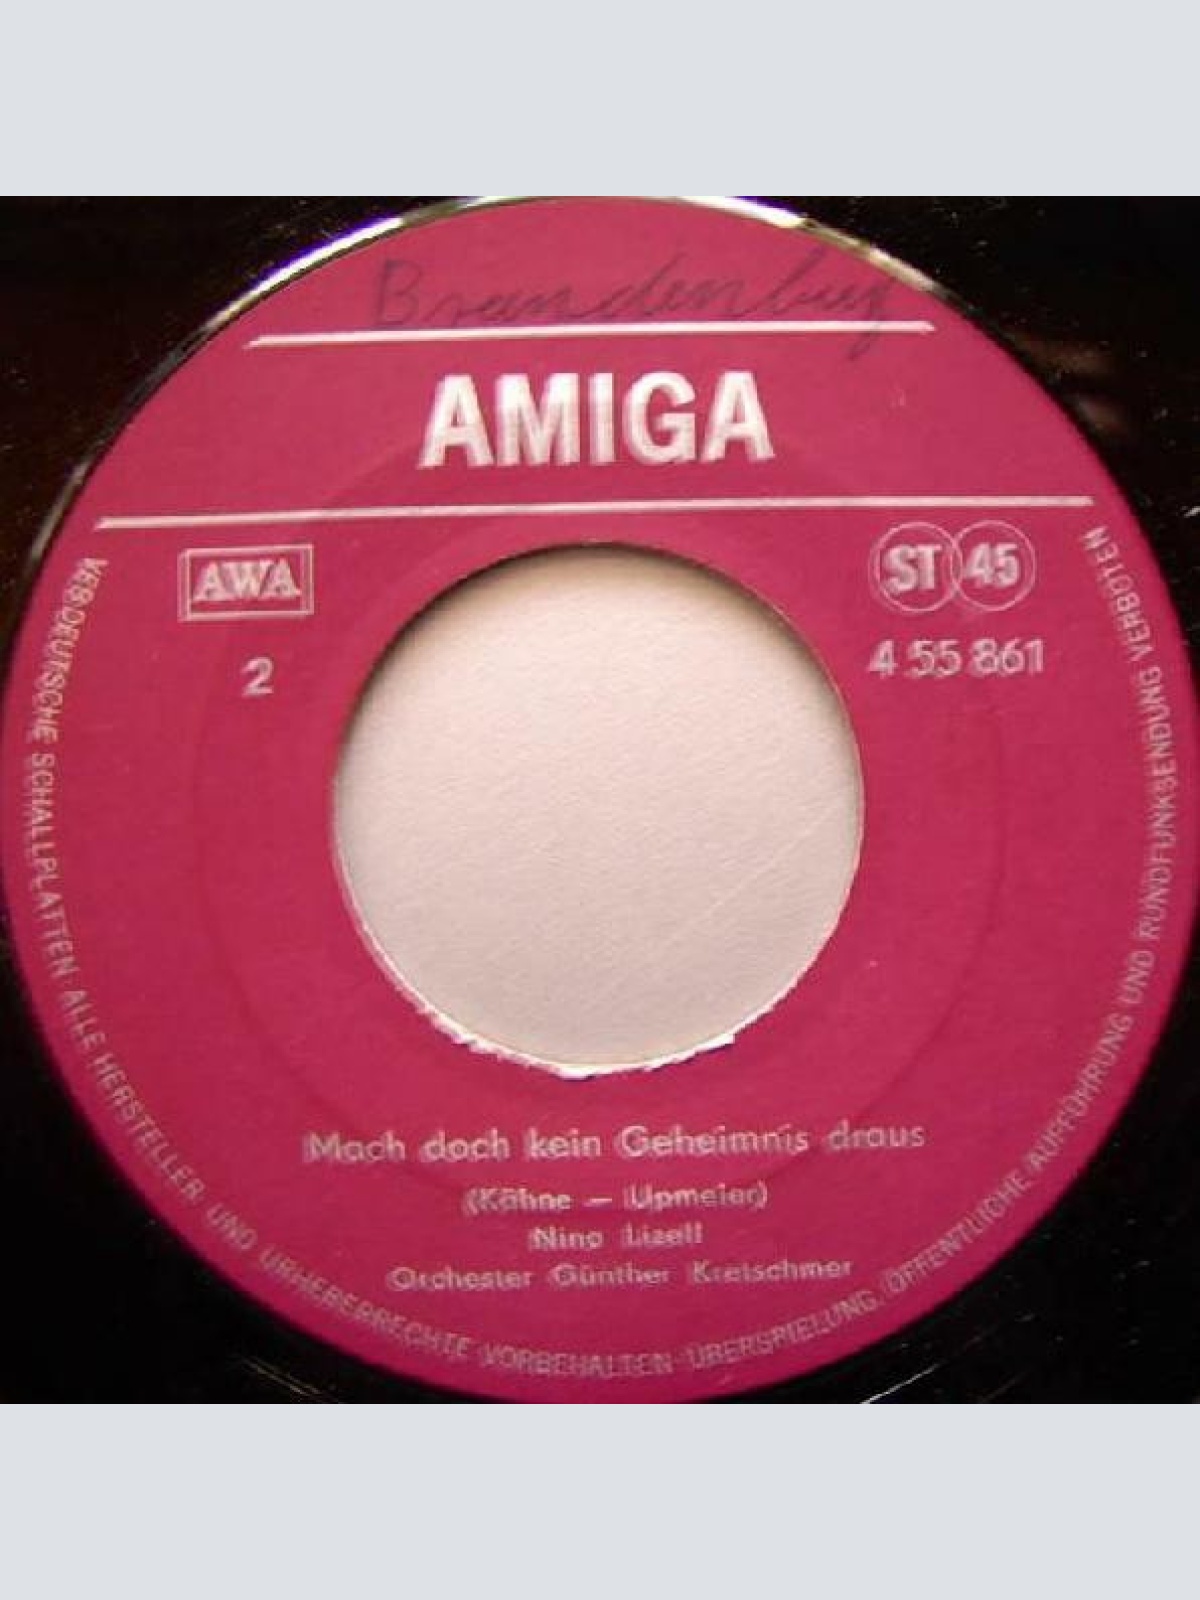 Brandenburg
AMIGA
AWA
ST 45
2
4 55 861
Mach doch kein Geheimnis draus
(Kähne – Upmeier)
Nina Lizell
Orchester Günther Kretschmer
VEB DEUTSCHE SCHALLPLATTEN ALLE HERSTELLER- UND URHEBERRECHTE VORBEHALTEN ÜBERSPIELUNG, ÖFFENTLICHE AUFFÜHRUNG UND RUNDFUNKSENDUNG VERBOTEN